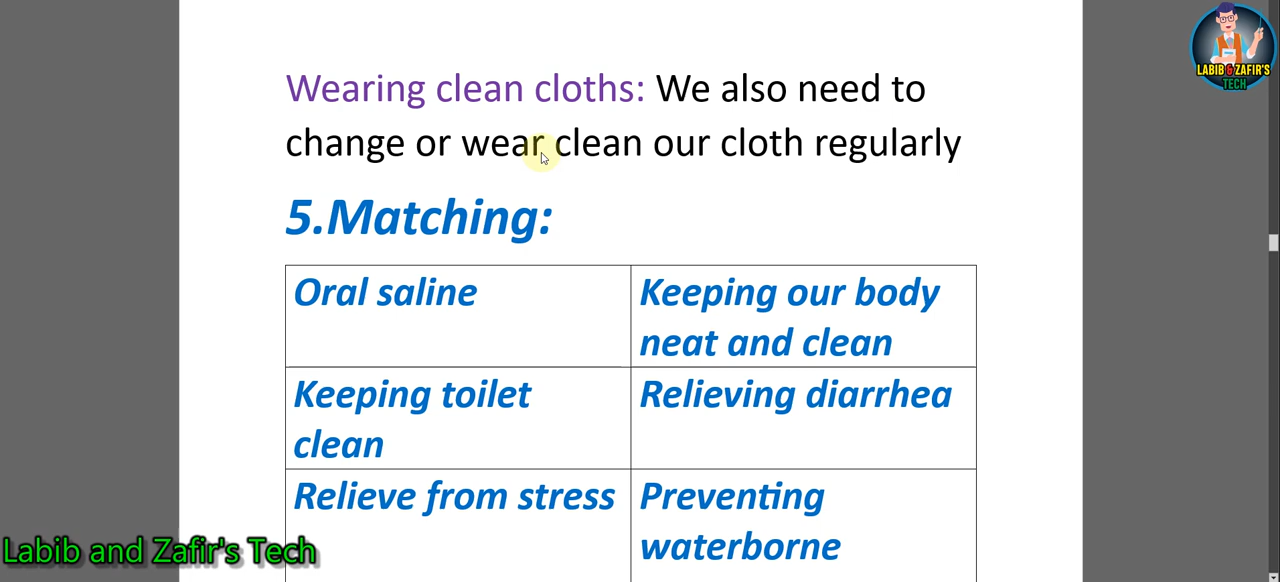 Wearing clean cloths: We also need to
change or wear clean our cloth regularly
5.Matching:
Oral saline
Keeping our body
neat and clean
Keeping toilet
clean
Relieving diarrhea
Relieve from stress
Preventing
waterborne
Labib and Zafir's Tech
LABIB & ZAFIR'S
TECH